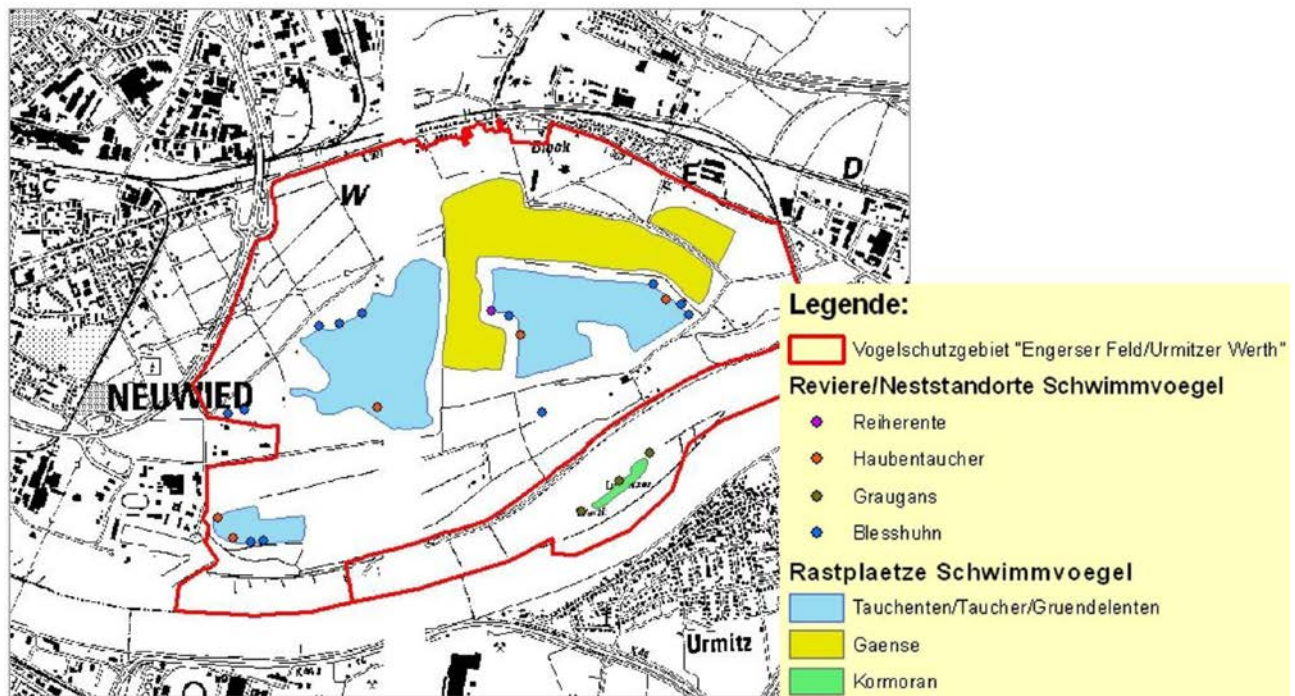 W
Block
E
D
C
NEUWIED
Urmitz
Legende:
Vogelschutzgebiet "Engerser Feld/Urmitzer Werth"
Reviere/Neststandorte Schwimmvoegel
Reiherente
Haubentaucher
Graugans
Blesshuhn
Rastplaetze Schwimmvoegel
Tauchenten/Taucher/Gruendelenten
Gaense
Kormoran